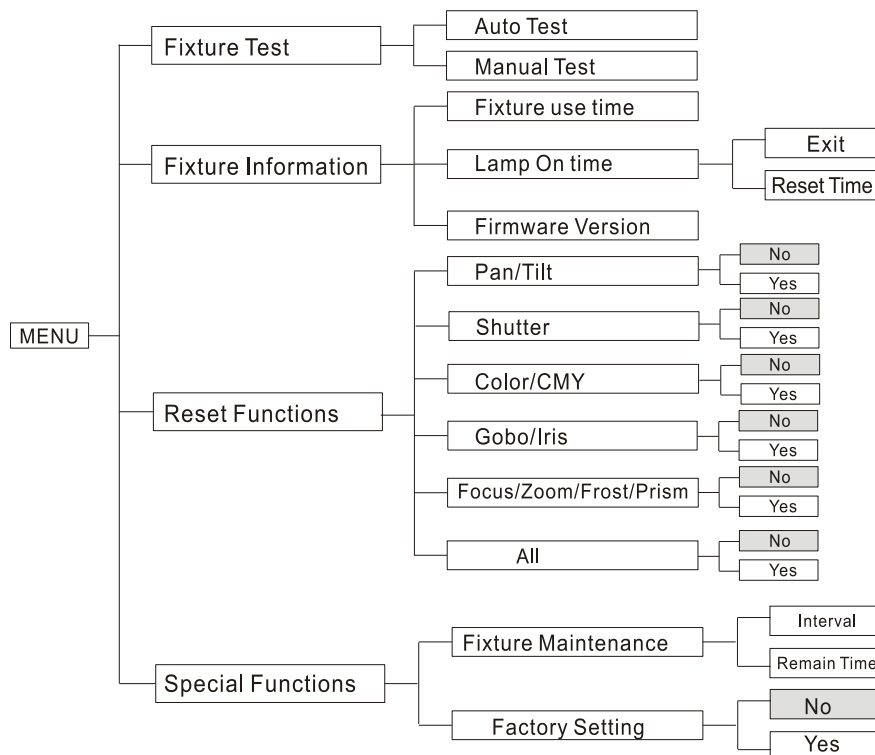 MENU
Fixture Test
Auto Test
Manual Test
Fixture Information
Fixture use time
Lamp On time
Exit
Reset Time
Firmware Version
Reset Functions
Pan/Tilt
No
Yes
Shutter
No
Yes
Color/CMY
No
Yes
Gobo/Iris
No
Yes
Focus/Zoom/Frost/Prism
No
Yes
All
No
Yes
Special Functions
Fixture Maintenance
Interval
Remain Time
Factory Setting
No
Yes